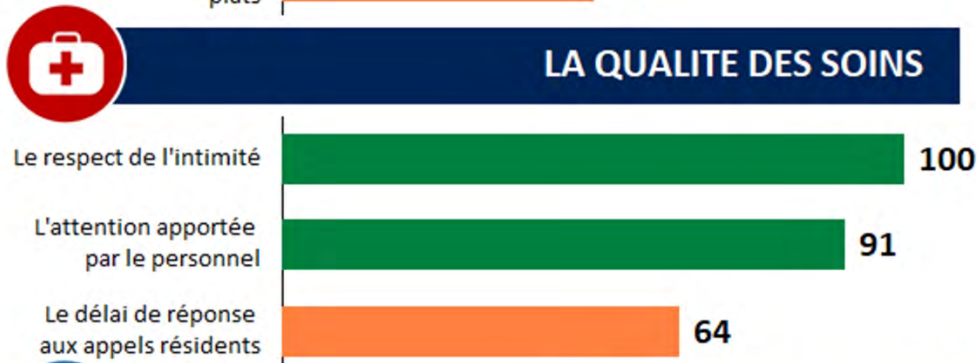 plats
LA QUALITE DES SOINS
Le respect de l'intimité
100
L'attention apportée
par le personnel
91
Le délai de réponse
aux appels résidents
64